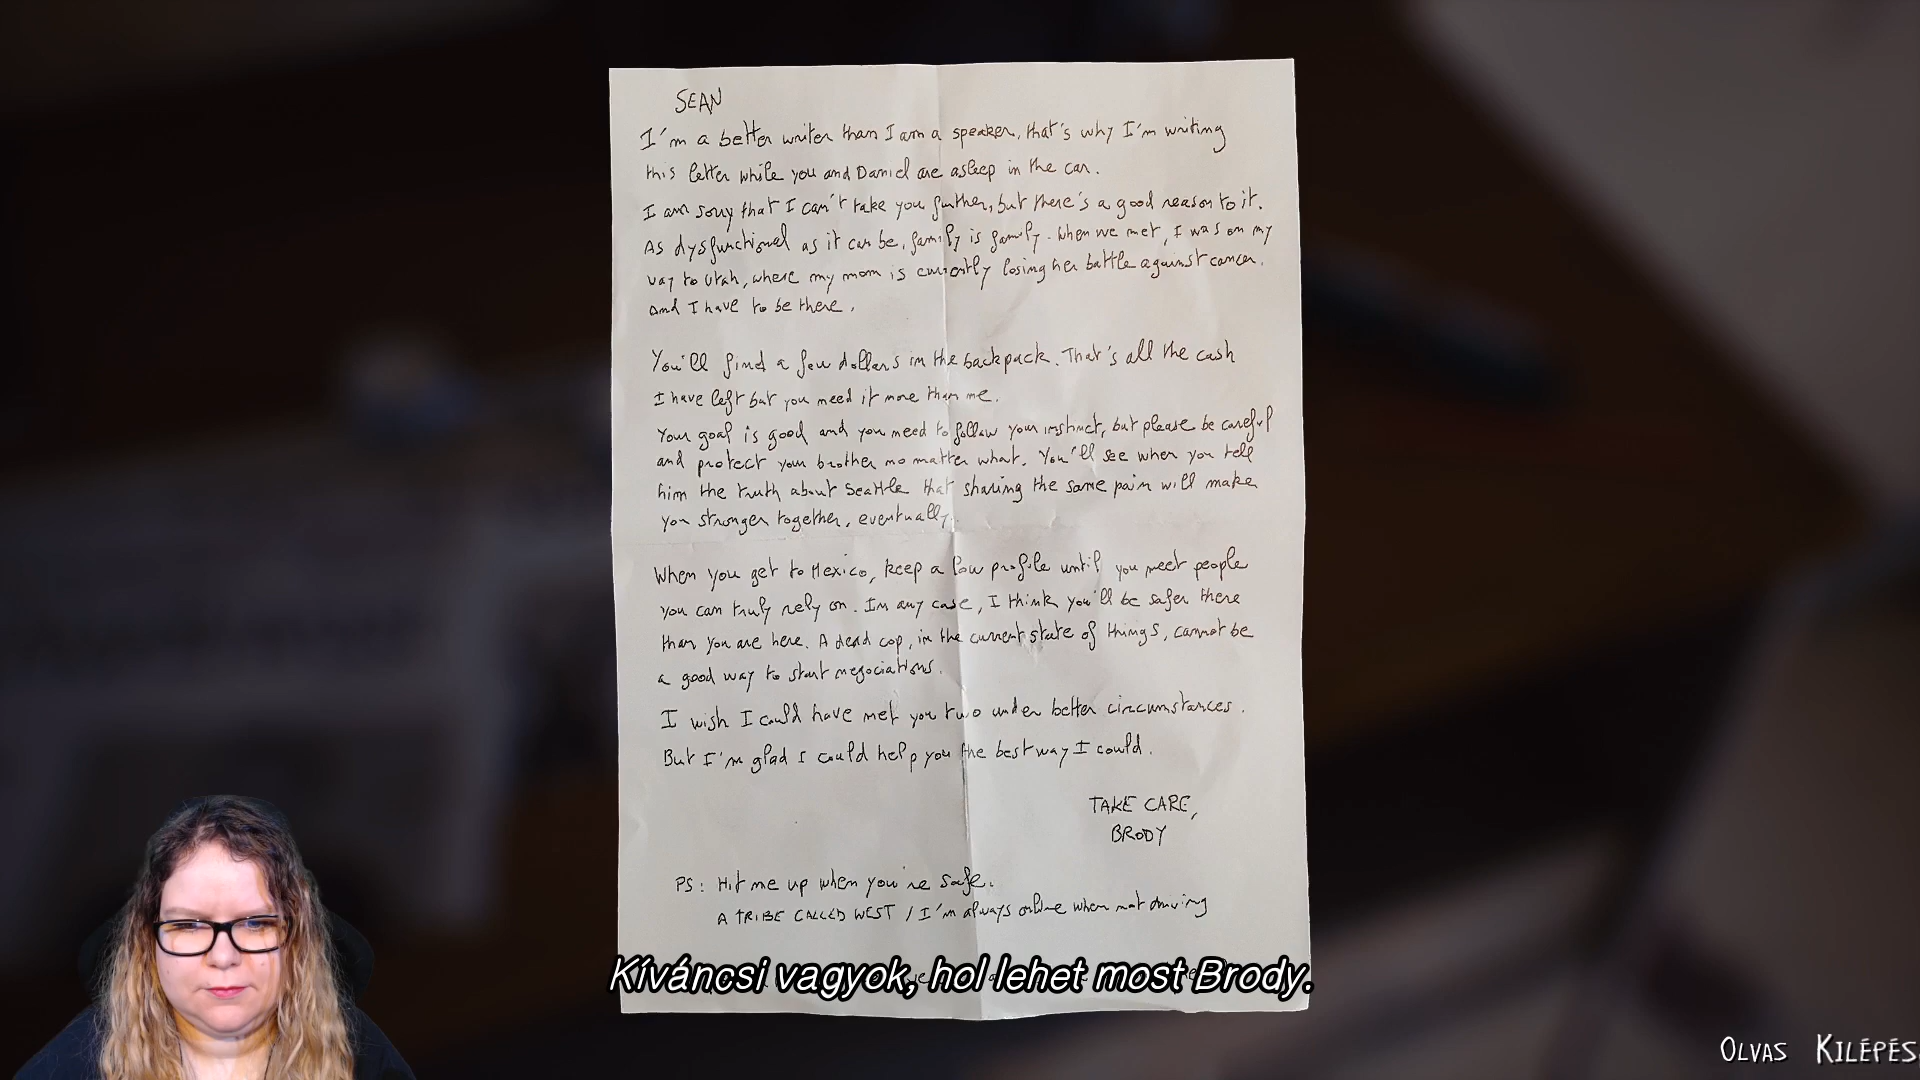 SEAN
I'm a better writer than I am a speaker, that's why I'm writing
this letter while you and Daniel are asleep in the car.
I am sorry that I can't take you further, but there's a good reason to it.
As dysfunctional as it can be, family is family. When we met, I was on my
way to Utah, where my mom is currently losing her battle against cancer.
and I have to be there.
You'll find a few dollars in the backpack. That's all the cash
I have left but you need it more than me.
Your goal is good and you need to follow your instinct, but please be careful
and protect your brother no matter what. You'll see when you tell
him the truth about Seattle that sharing the same pain will make
you stronger together, eventually.
When you get to Mexico, keep a low profile until you meet people
you can truly rely on. In any case, I think you'll be safer there
than you are here. A dead cop, in the current state of things, cannot be
a good way to start negociations.
I wish I could have met you two under better circumstances.
But I'm glad I could help you the best way I could.
TAKE CARE,
BRODY
PS: Hit me up when you're safe.
A TRIBE CALLED WEST / I'm always online when not driving
Kíváncsi vagyok, hol lehet most Brody.
OLVAS KILÉPÉS